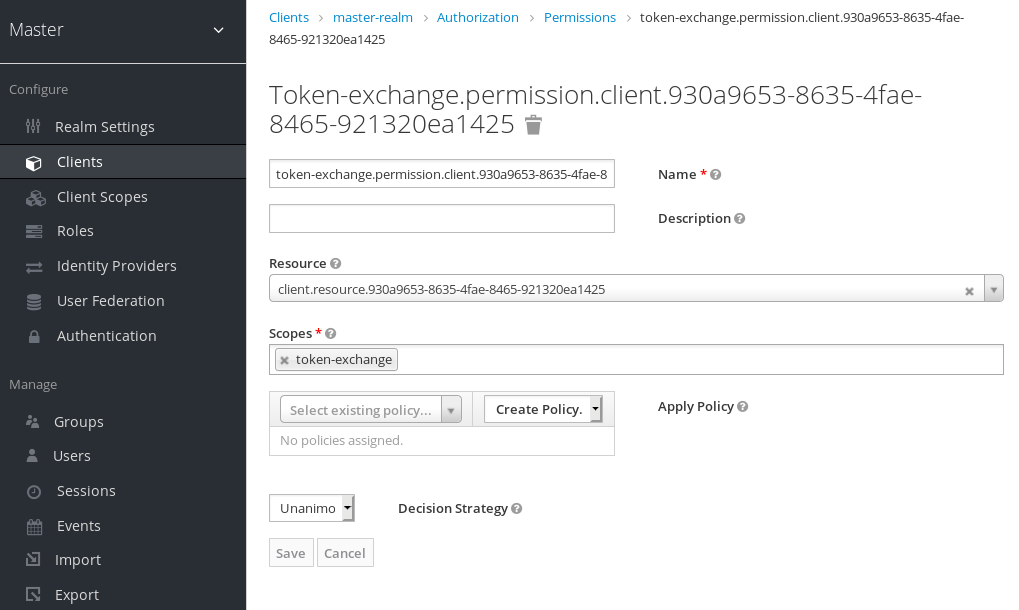 Master
Configure
Realm Settings
Clients
Client Scopes
Roles
Identity Providers
User Federation
Authentication
Manage
Groups
Users
Sessions
Events
Import
Export
Clients > master-realm > Authorization > Permissions > token-exchange.permission.client.930a9653-8635-4fae-
8465-921320ea1425
Token-exchange.permission.client.930a9653-8635-4fae-
8465-921320ea1425
token-exchange.permission.client.930a9653-8635-4fae-8
Name *
Description
Resource
client.resource.930a9653-8635-4fae-8465-921320ea1425
Scopes *
token-exchange
Select existing policy...
Create Policy.
Apply Policy
No policies assigned.
Unanimo
Decision Strategy
Save
Cancel